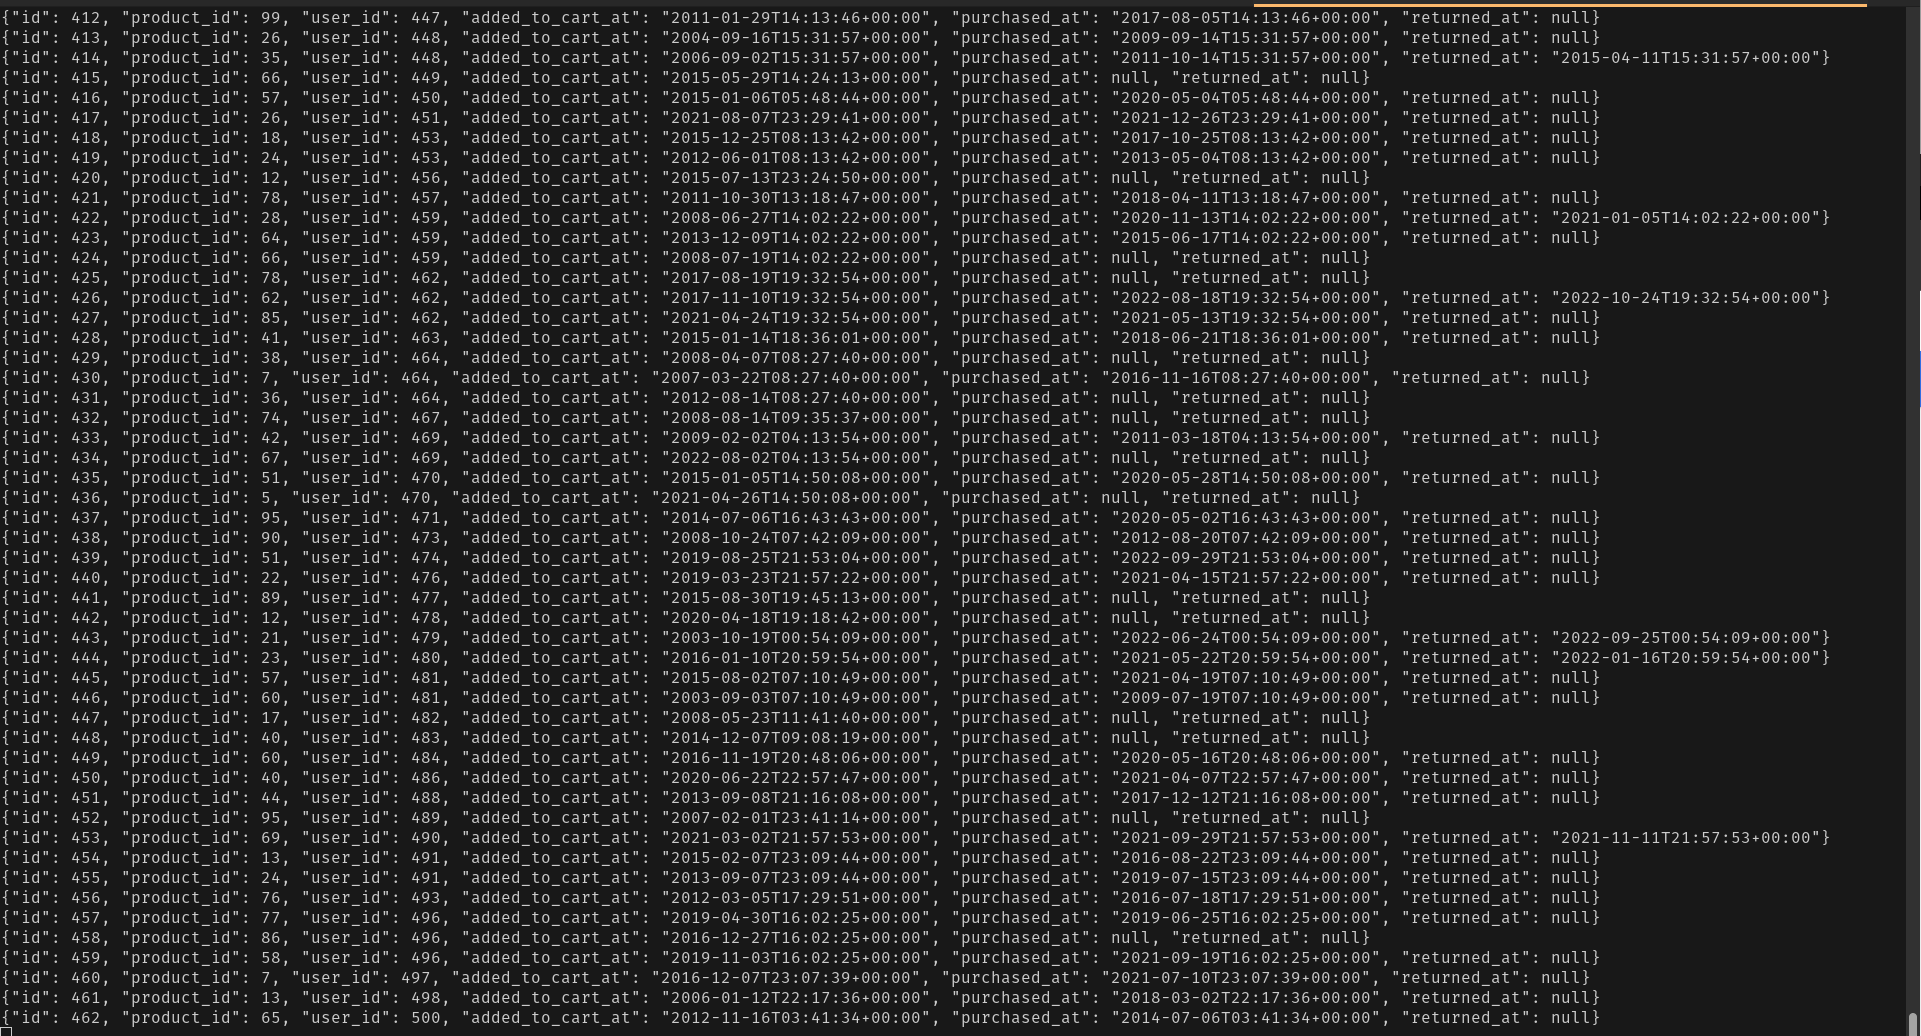 {"id": 412, "product_id": 99, "user_id": 447, "added_to_cart_at": "2011-01-29T14:13:46+00:00", "purchased_at": "2017-08-05T14:13:46+00:00", "returned_at": null}
{"id": 413, "product_id": 26, "user_id": 448, "added_to_cart_at": "2004-09-16T15:31:57+00:00", "purchased_at": "2009-09-14T15:31:57+00:00", "returned_at": null}
{"id": 414, "product_id": 35, "user_id": 448, "added_to_cart_at": "2006-09-02T15:31:57+00:00", "purchased_at": "2011-10-14T15:31:57+00:00", "returned_at": "2015-04-11T15:31:57+00:00"}
{"id": 415, "product_id": 66, "user_id": 449, "added_to_cart_at": "2015-05-29T14:24:13+00:00", "purchased_at": null, "returned_at": null}
{"id": 416, "product_id": 57, "user_id": 450, "added_to_cart_at": "2015-01-06T05:48:44+00:00", "purchased_at": "2020-05-04T05:48:44+00:00", "returned_at": null}
{"id": 417, "product_id": 26, "user_id": 451, "added_to_cart_at": "2021-08-07T23:29:41+00:00", "purchased_at": "2021-12-26T23:29:41+00:00", "returned_at": null}
{"id": 418, "product_id": 18, "user_id": 453, "added_to_cart_at": "2015-12-25T08:13:42+00:00", "purchased_at": "2017-10-25T08:13:42+00:00", "returned_at": null}
{"id": 419, "product_id": 24, "user_id": 453, "added_to_cart_at": "2012-06-01T08:13:42+00:00", "purchased_at": "2013-05-04T08:13:42+00:00", "returned_at": null}
{"id": 420, "product_id": 12, "user_id": 456, "added_to_cart_at": "2015-07-13T23:24:50+00:00", "purchased_at": null, "returned_at": null}
{"id": 421, "product_id": 78, "user_id": 457, "added_to_cart_at": "2011-10-30T13:18:47+00:00", "purchased_at": "2018-04-11T13:18:47+00:00", "returned_at": null}
{"id": 422, "product_id": 28, "user_id": 459, "added_to_cart_at": "2008-06-27T14:02:22+00:00", "purchased_at": "2020-11-13T14:02:22+00:00", "returned_at": "2021-01-05T14:02:22+00:00"}
{"id": 423, "product_id": 64, "user_id": 459, "added_to_cart_at": "2013-12-09T14:02:22+00:00", "purchased_at": "2015-06-17T14:02:22+00:00", "returned_at": null}
{"id": 424, "product_id": 66, "user_id": 459, "added_to_cart_at": "2008-07-19T14:02:22+00:00", "purchased_at": null, "returned_at": null}
{"id": 425, "product_id": 78, "user_id": 462, "added_to_cart_at": "2017-08-19T19:32:54+00:00", "purchased_at": null, "returned_at": null}
{"id": 426, "product_id": 62, "user_id": 462, "added_to_cart_at": "2017-11-10T19:32:54+00:00", "purchased_at": "2022-08-18T19:32:54+00:00", "returned_at": "2022-10-24T19:32:54+00:00"}
{"id": 427, "product_id": 85, "user_id": 462, "added_to_cart_at": "2021-04-24T19:32:54+00:00", "purchased_at": "2021-05-13T19:32:54+00:00", "returned_at": null}
{"id": 428, "product_id": 41, "user_id": 463, "added_to_cart_at": "2015-01-14T18:36:01+00:00", "purchased_at": "2018-06-21T18:36:01+00:00", "returned_at": null}
{"id": 429, "product_id": 38, "user_id": 464, "added_to_cart_at": "2008-04-07T08:27:40+00:00", "purchased_at": null, "returned_at": null}
{"id": 430, "product_id": 7, "user_id": 464, "added_to_cart_at": "2007-03-22T08:27:40+00:00", "purchased_at": "2016-11-16T08:27:40+00:00", "returned_at": null}
{"id": 431, "product_id": 36, "user_id": 464, "added_to_cart_at": "2012-08-14T08:27:40+00:00", "purchased_at": null, "returned_at": null}
{"id": 432, "product_id": 74, "user_id": 467, "added_to_cart_at": "2008-08-14T09:35:37+00:00", "purchased_at": null, "returned_at": null}
{"id": 433, "product_id": 42, "user_id": 469, "added_to_cart_at": "2009-02-02T04:13:54+00:00", "purchased_at": "2011-03-18T04:13:54+00:00", "returned_at": null}
{"id": 434, "product_id": 67, "user_id": 469, "added_to_cart_at": "2022-08-02T04:13:54+00:00", "purchased_at": null, "returned_at": null}
{"id": 435, "product_id": 51, "user_id": 470, "added_to_cart_at": "2015-01-05T14:50:08+00:00", "purchased_at": "2020-05-28T14:50:08+00:00", "returned_at": null}
{"id": 436, "product_id": 5, "user_id": 470, "added_to_cart_at": "2021-04-26T14:50:08+00:00", "purchased_at": null, "returned_at": null}
{"id": 437, "product_id": 95, "user_id": 471, "added_to_cart_at": "2014-07-06T16:43:43+00:00", "purchased_at": "2020-05-02T16:43:43+00:00", "returned_at": null}
{"id": 438, "product_id": 90, "user_id": 473, "added_to_cart_at": "2008-10-24T07:42:09+00:00", "purchased_at": "2012-08-20T07:42:09+00:00", "returned_at": null}
{"id": 439, "product_id": 51, "user_id": 474, "added_to_cart_at": "2019-08-25T21:53:04+00:00", "purchased_at": "2022-09-29T21:53:04+00:00", "returned_at": null}
{"id": 440, "product_id": 22, "user_id": 476, "added_to_cart_at": "2019-03-23T21:57:22+00:00", "purchased_at": "2021-04-15T21:57:22+00:00", "returned_at": null}
{"id": 441, "product_id": 89, "user_id": 477, "added_to_cart_at": "2015-08-30T19:45:13+00:00", "purchased_at": null, "returned_at": null}
{"id": 442, "product_id": 12, "user_id": 478, "added_to_cart_at": "2020-04-18T19:18:42+00:00", "purchased_at": null, "returned_at": null}
{"id": 443, "product_id": 21, "user_id": 479, "added_to_cart_at": "2003-10-19T00:54:09+00:00", "purchased_at": "2022-06-24T00:54:09+00:00", "returned_at": "2022-09-25T00:54:09+00:00"}
{"id": 444, "product_id": 23, "user_id": 480, "added_to_cart_at": "2016-01-10T20:59:54+00:00", "purchased_at": "2021-05-22T20:59:54+00:00", "returned_at": "2022-01-16T20:59:54+00:00"}
{"id": 445, "product_id": 57, "user_id": 481, "added_to_cart_at": "2015-08-02T07:10:49+00:00", "purchased_at": "2021-04-19T07:10:49+00:00", "returned_at": null}
{"id": 446, "product_id": 60, "user_id": 481, "added_to_cart_at": "2003-09-03T07:10:49+00:00", "purchased_at": "2009-07-19T07:10:49+00:00", "returned_at": null}
{"id": 447, "product_id": 17, "user_id": 482, "added_to_cart_at": "2008-05-23T11:41:40+00:00", "purchased_at": null, "returned_at": null}
{"id": 448, "product_id": 40, "user_id": 483, "added_to_cart_at": "2014-12-07T09:08:19+00:00", "purchased_at": null, "returned_at": null}
{"id": 449, "product_id": 60, "user_id": 484, "added_to_cart_at": "2016-11-19T20:48:06+00:00", "purchased_at": "2020-05-16T20:48:06+00:00", "returned_at": null}
{"id": 450, "product_id": 40, "user_id": 486, "added_to_cart_at": "2020-06-22T22:57:47+00:00", "purchased_at": "2021-04-07T22:57:47+00:00", "returned_at": null}
{"id": 451, "product_id": 44, "user_id": 488, "added_to_cart_at": "2013-09-08T21:16:08+00:00", "purchased_at": "2017-12-12T21:16:08+00:00", "returned_at": null}
{"id": 452, "product_id": 95, "user_id": 489, "added_to_cart_at": "2007-02-01T23:41:14+00:00", "purchased_at": null, "returned_at": null}
{"id": 453, "product_id": 69, "user_id": 490, "added_to_cart_at": "2021-03-02T21:57:53+00:00", "purchased_at": "2021-09-29T21:57:53+00:00", "returned_at": "2021-11-11T21:57:53+00:00"}
{"id": 454, "product_id": 13, "user_id": 491, "added_to_cart_at": "2015-02-07T23:09:44+00:00", "purchased_at": "2016-08-22T23:09:44+00:00", "returned_at": null}
{"id": 455, "product_id": 24, "user_id": 491, "added_to_cart_at": "2013-09-07T23:09:44+00:00", "purchased_at": "2019-07-15T23:09:44+00:00", "returned_at": null}
{"id": 456, "product_id": 76, "user_id": 493, "added_to_cart_at": "2012-03-05T17:29:51+00:00", "purchased_at": "2016-07-18T17:29:51+00:00", "returned_at": null}
{"id": 457, "product_id": 77, "user_id": 496, "added_to_cart_at": "2019-04-30T16:02:25+00:00", "purchased_at": "2019-06-25T16:02:25+00:00", "returned_at": null}
{"id": 458, "product_id": 86, "user_id": 496, "added_to_cart_at": "2016-12-27T16:02:25+00:00", "purchased_at": null, "returned_at": null}
{"id": 459, "product_id": 58, "user_id": 496, "added_to_cart_at": "2019-11-03T16:02:25+00:00", "purchased_at": "2021-09-19T16:02:25+00:00", "returned_at": null}
{"id": 460, "product_id": 7, "user_id": 497, "added_to_cart_at": "2016-12-07T23:07:39+00:00", "purchased_at": "2021-07-10T23:07:39+00:00", "returned_at": null}
{"id": 461, "product_id": 13, "user_id": 498, "added_to_cart_at": "2006-01-12T22:17:36+00:00", "purchased_at": "2018-03-02T22:17:36+00:00", "returned_at": null}
{"id": 462, "product_id": 65, "user_id": 500, "added_to_cart_at": "2012-11-16T03:41:34+00:00", "purchased_at": "2014-07-06T03:41:34+00:00", "returned_at": null}